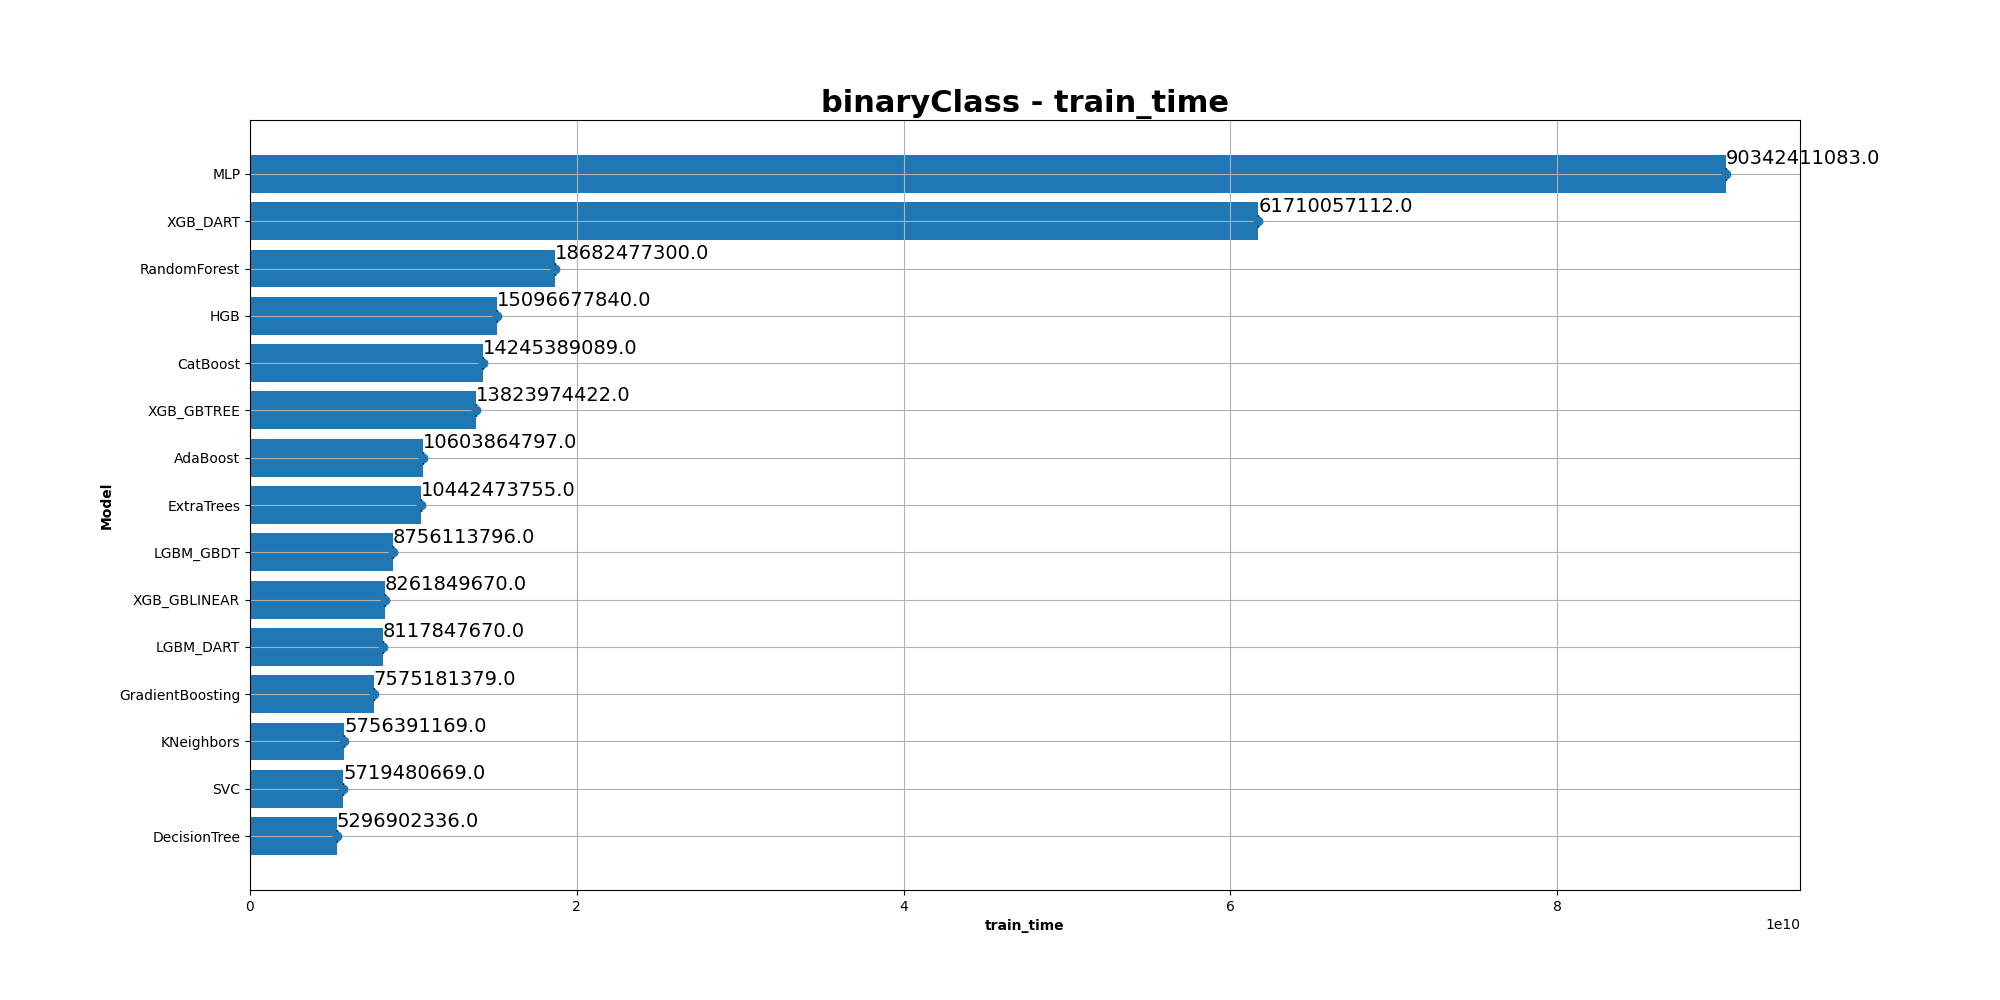 binaryClass - train_time
MLP
90342411083.0
XGB_DART
61710057112.0
RandomForest
18682477300.0
HGB
15096677840.0
CatBoost
14245389089.0
XGB_GBTREE
13823974422.0
AdaBoost
10603864797.0
ExtraTrees
10442473755.0
LGBM_GBDT
8756113796.0
XGB_GBLINEAR
8261849670.0
LGBM_DART
8117847670.0
GradientBoosting
7575181379.0
KNeighbors
5756391169.0
SVC
5719480669.0
DecisionTree
5296902336.0
Model
0 2 4 6 8
1e10
train_time